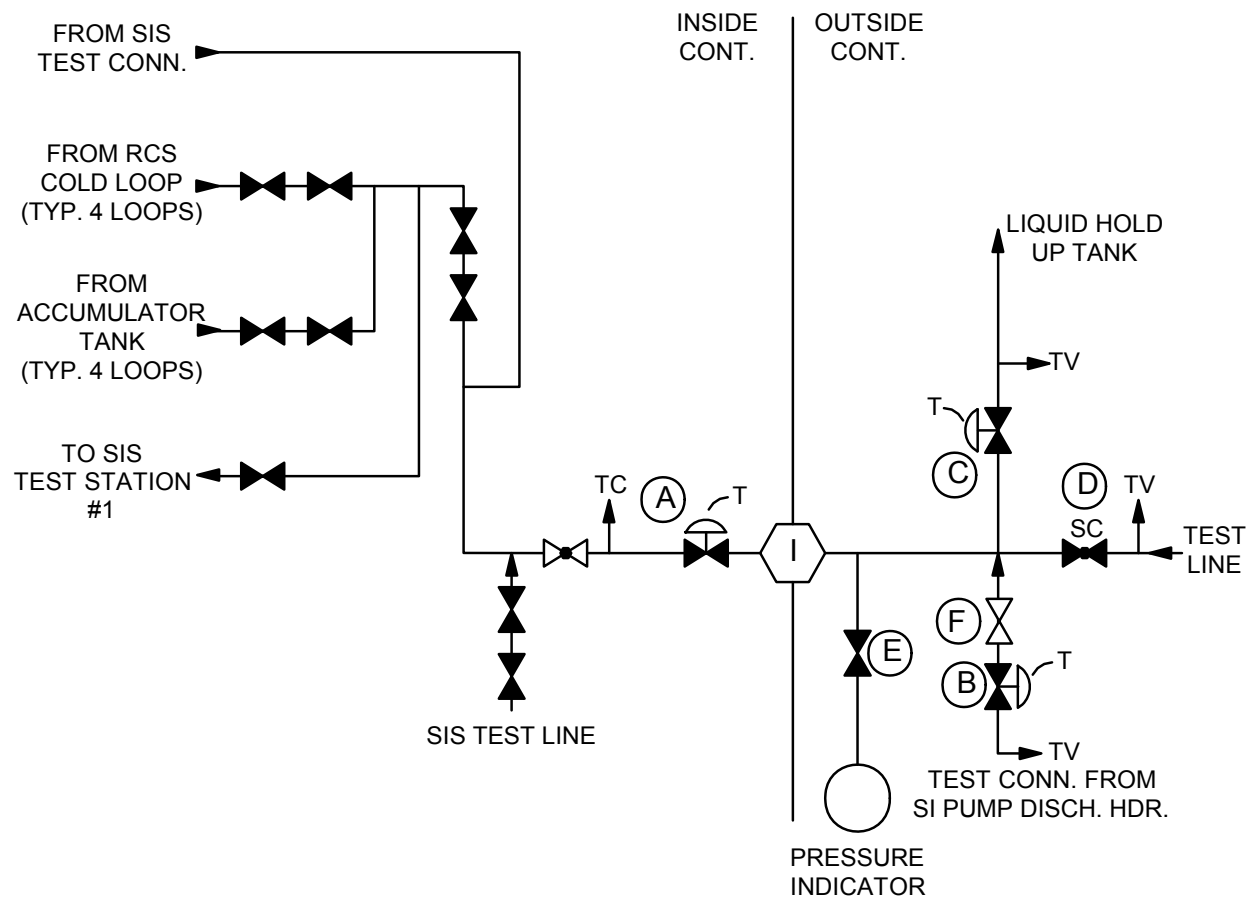 FROM SIS
TEST CONN.
INSIDE
CONT.
OUTSIDE
CONT.
FROM RCS
COLD LOOP
(TYP. 4 LOOPS)
LIQUID HOLD
UP TANK
FROM
ACCUMULATOR
TANK
(TYP. 4 LOOPS)
TV
T
C
TO SIS
TEST STATION
#1
TC
A
T
D
SC
TV
I
TEST
LINE
F
E
B
T
SIS TEST LINE
TV
TEST CONN. FROM
SI PUMP DISCH. HDR.
PRESSURE
INDICATOR